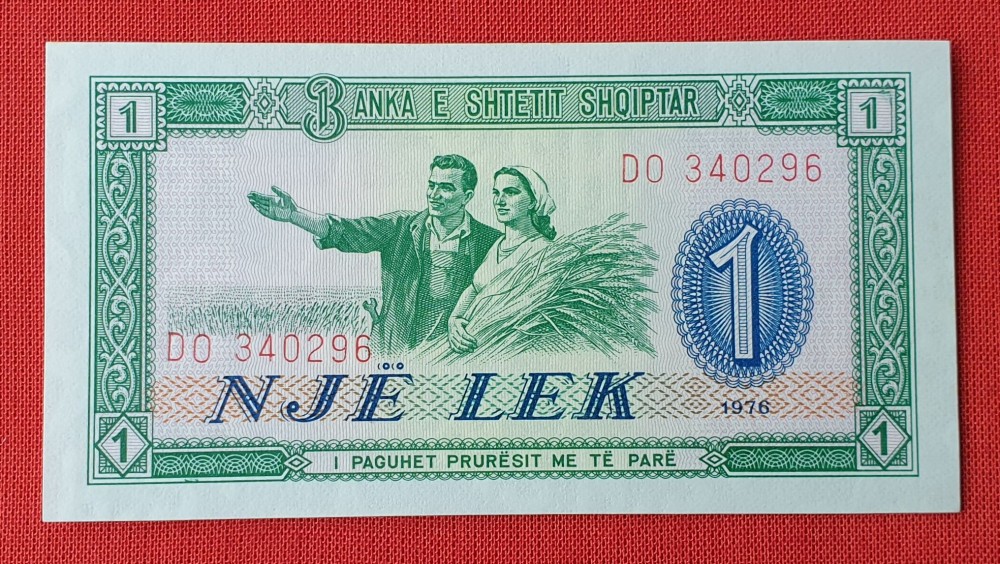 1 BANKA E SHTETIT SHQIPTAR 1
DO 340296
1
DO 340296
NJË LEK 1976
1 I PAGUHET PRURËSIT ME TË PARË 1